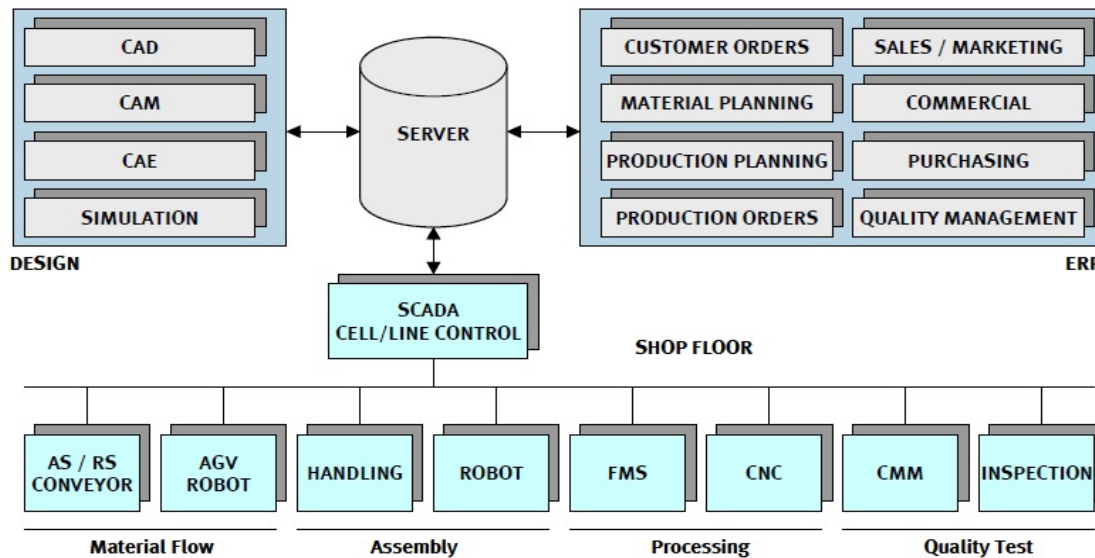 CAD
CAM
CAE
SIMULATION
DESIGN
SERVER
CUSTOMER ORDERS
SALES / MARKETING
MATERIAL PLANNING
COMMERCIAL
PRODUCTION PLANNING
PURCHASING
PRODUCTION ORDERS
QUALITY MANAGEMENT
ERP
SCADA
CELL/LINE CONTROL
SHOP FLOOR
AS / RS
CONVEYOR
AGV
ROBOT
HANDLING
ROBOT
FMS
CNC
CMM
INSPECTION
Material Flow
Assembly
Processing
Quality Test